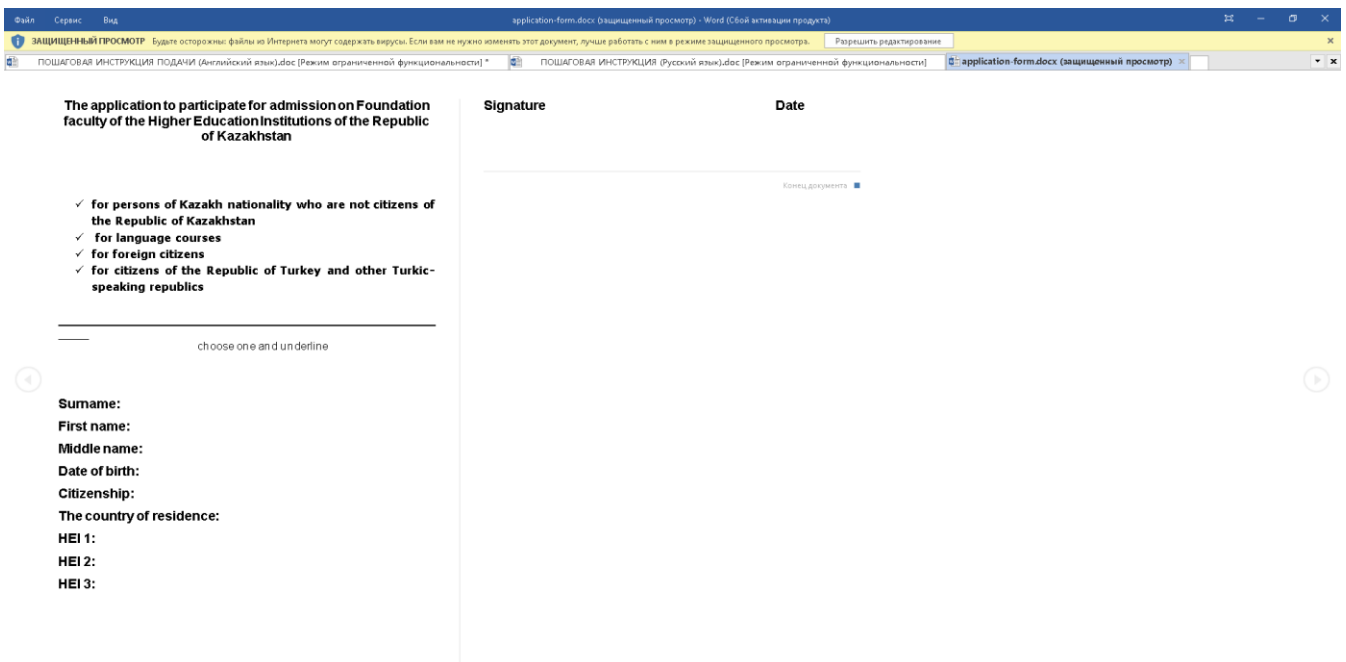 Файл Сервис Вид application-form.docx (защищенный просмотр) - Word (Сбой активации продукта)
ЗАЩИЩЕННЫЙ ПРОСМОТР Будьте осторожны: файлы из Интернета могут содержать вирусы. Если вам не нужно изменять этот документ, лучше работать с ним в режиме защищенного просмотра. Разрешить редактирование
ПОШАГОВАЯ ИНСТРУКЦИЯ ПОДАЧИ (Английский язык).doc [Режим ограниченной функциональности] * ПОШАГОВАЯ ИНСТРУКЦИЯ (Русский язык).doc [Режим ограниченной функциональности] application-form.docx (защищенный просмотр)
The application to participate for admission on Foundation
faculty of the Higher Education Institutions of the Republic
of Kazakhstan
✓ for persons of Kazakh nationality who are not citizens of
the Republic of Kazakhstan
✓ for language courses
✓ for foreign citizens
✓ for citizens of the Republic of Turkey and other Turkic-
speaking republics
choose one and underline
Surname:
First name:
Middle name:
Date of birth:
Citizenship:
The country of residence:
HEI 1:
HEI 2:
HEI 3:
Signature Date
Конец документа